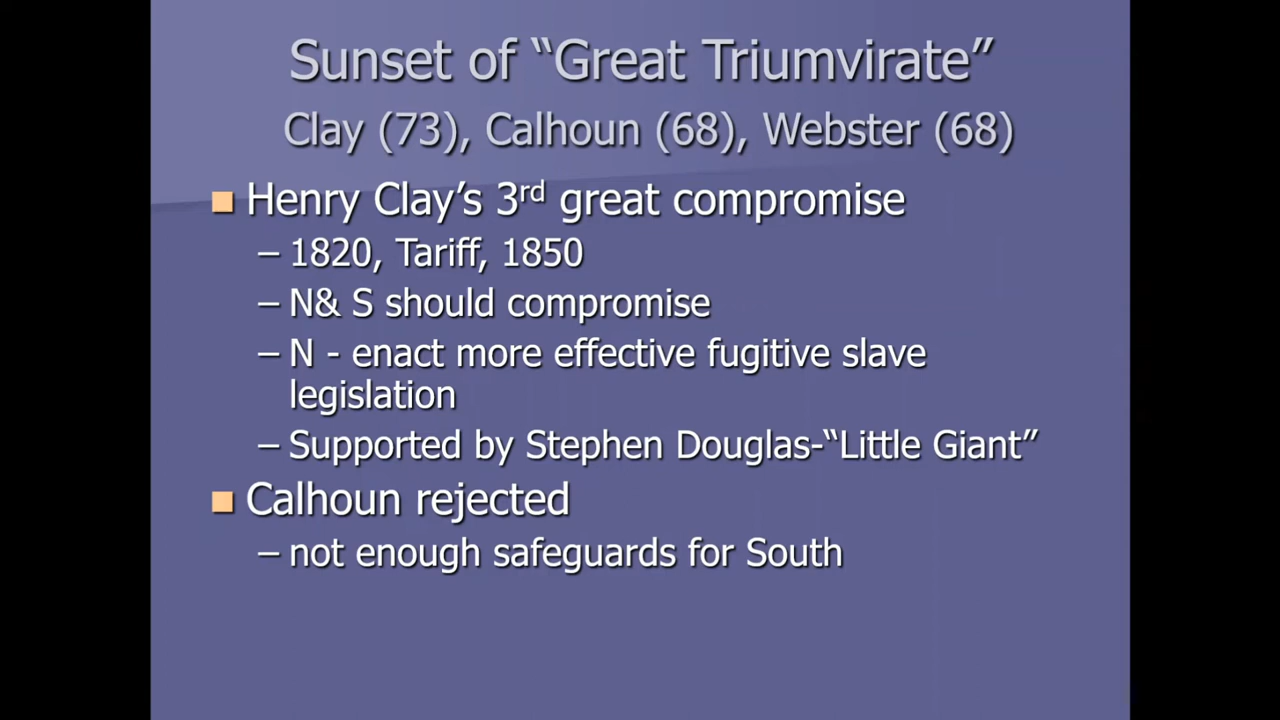 Sunset of “Great Triumvirate”
Clay (73), Calhoun (68), Webster (68)
Henry Clay’s 3rd great compromise
– 1820, Tariff, 1850
– N& S should compromise
– N - enact more effective fugitive slave
legislation
– Supported by Stephen Douglas-“Little Giant”
Calhoun rejected
– not enough safeguards for South